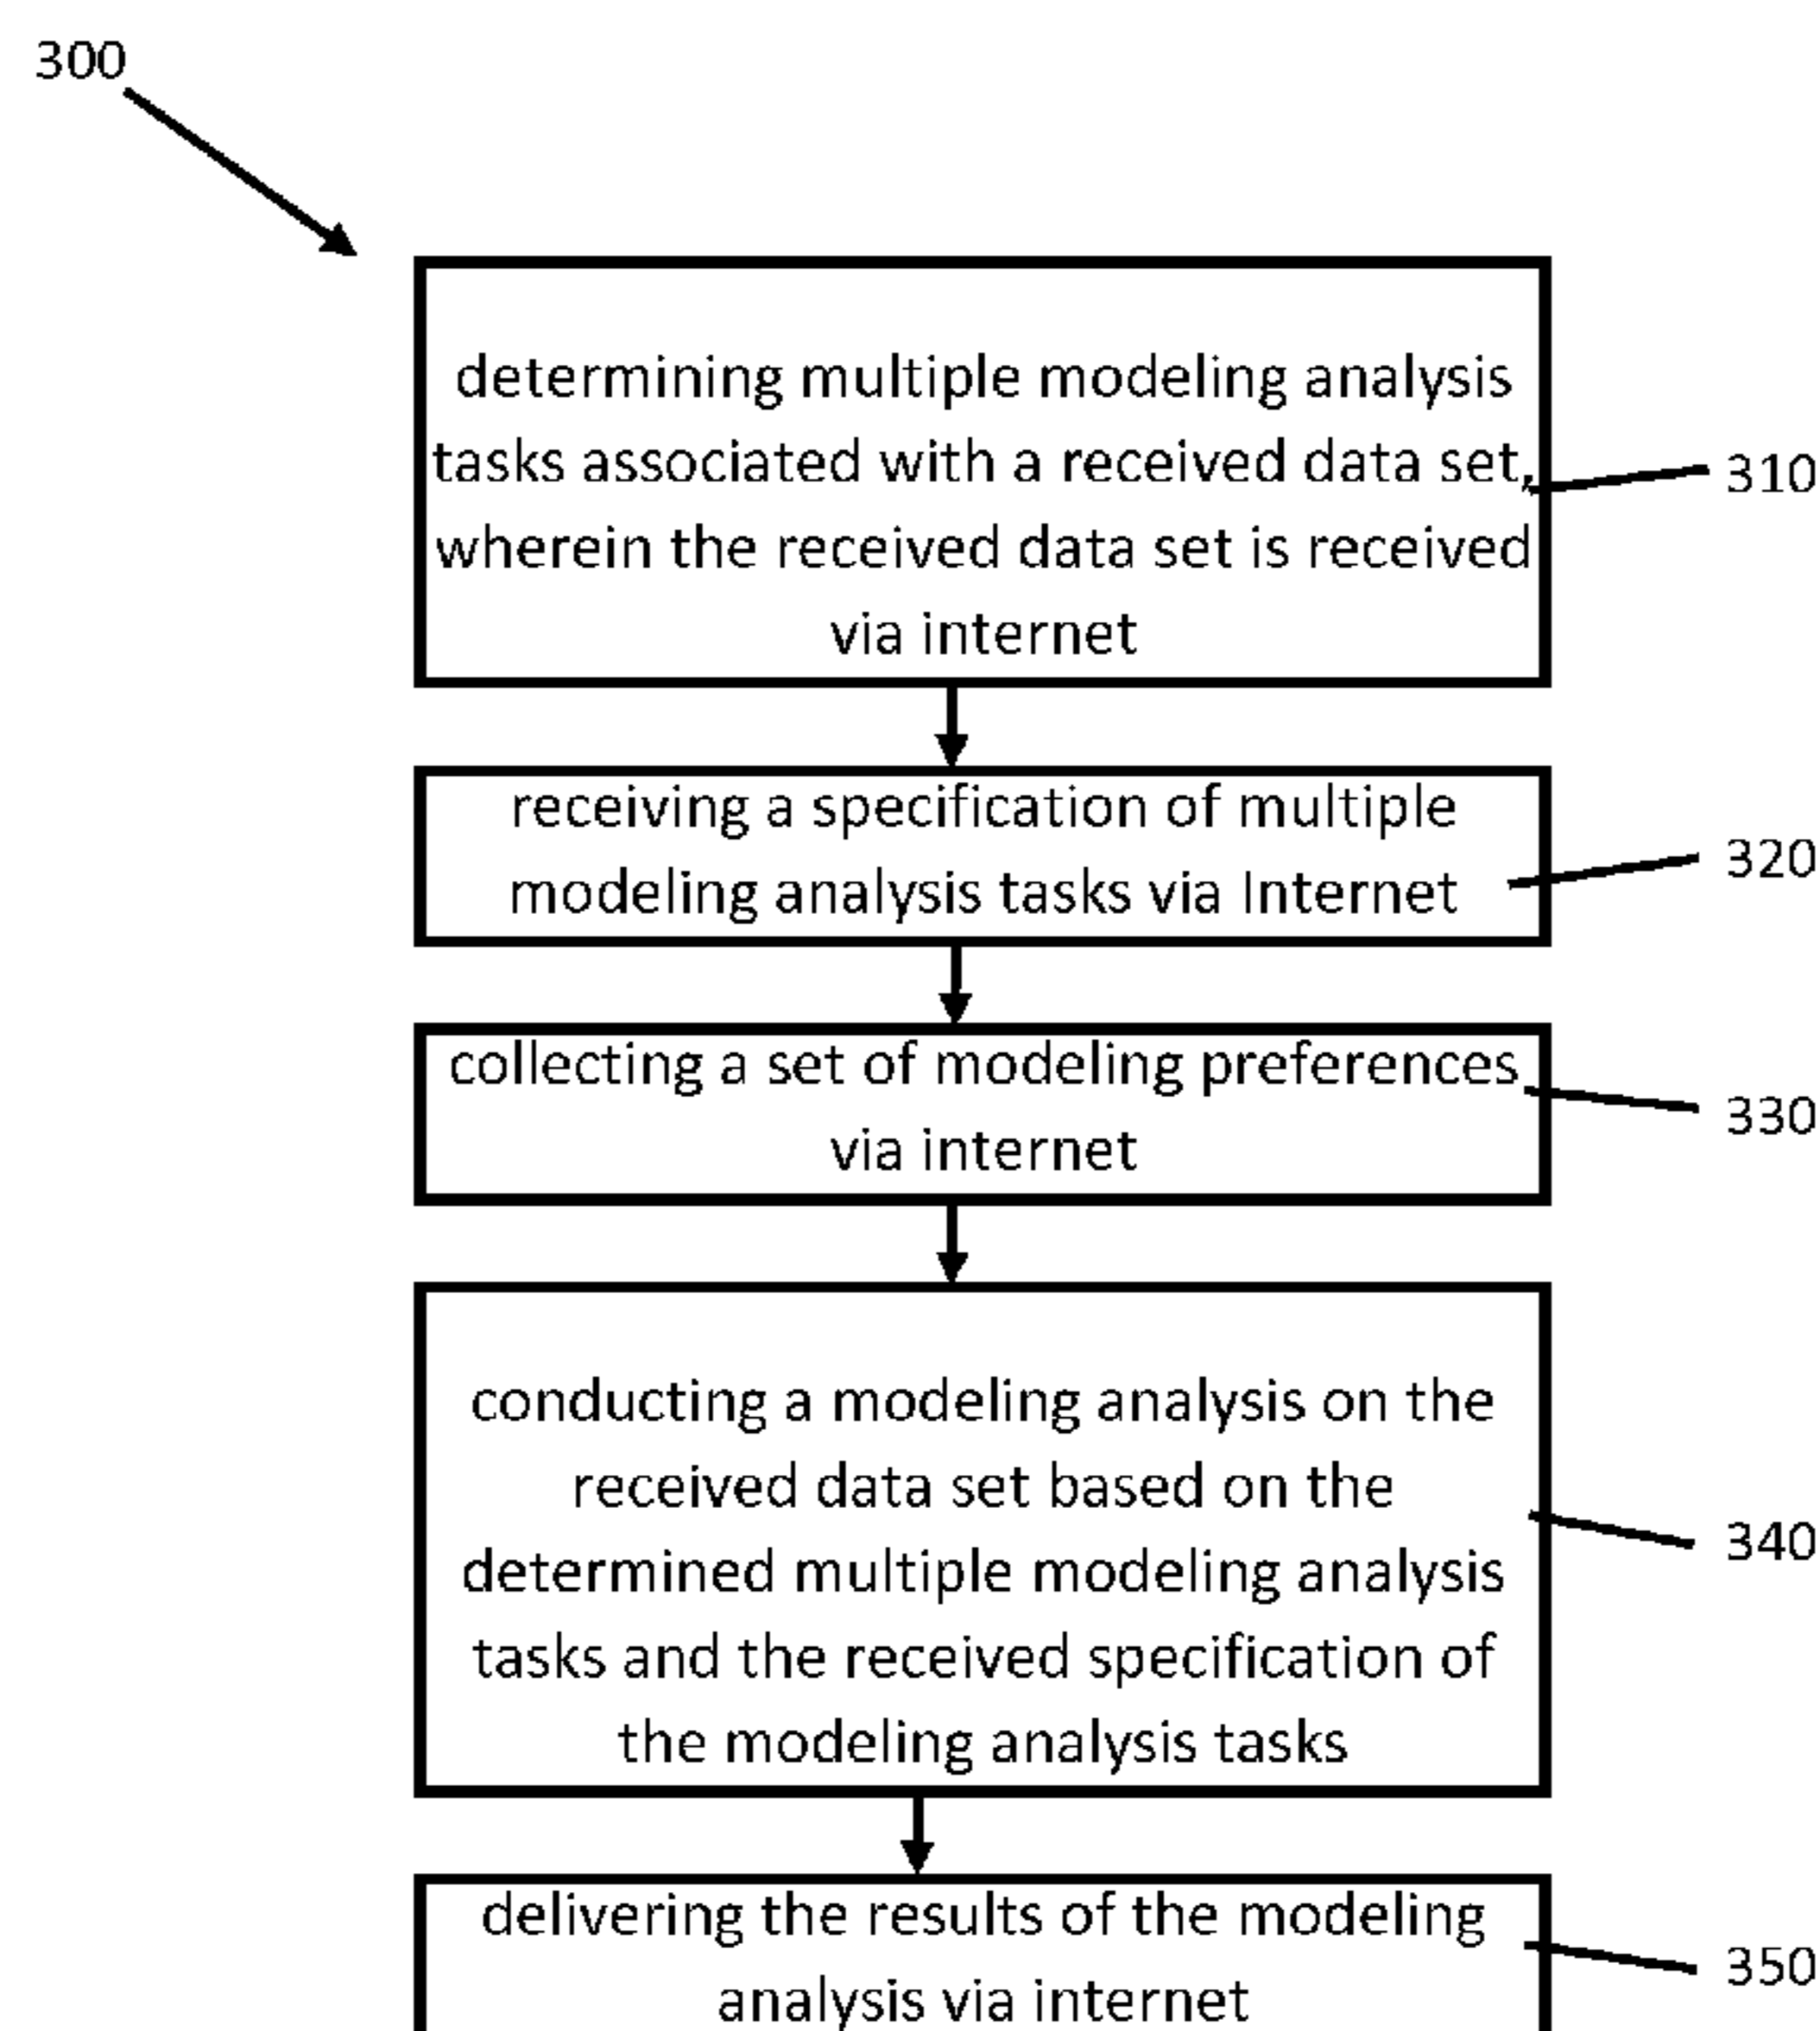 300
determining multiple modeling analysis
tasks associated with a received data set,
wherein the received data set is received
via internet
310
receiving a specification of multiple
modeling analysis tasks via Internet
320
collecting a set of modeling preferences
via internet
330
conducting a modeling analysis on the
received data set based on the
determined multiple modeling analysis
tasks and the received specification of
the modeling analysis tasks
340
delivering the results of the modeling
analysis via internet
350